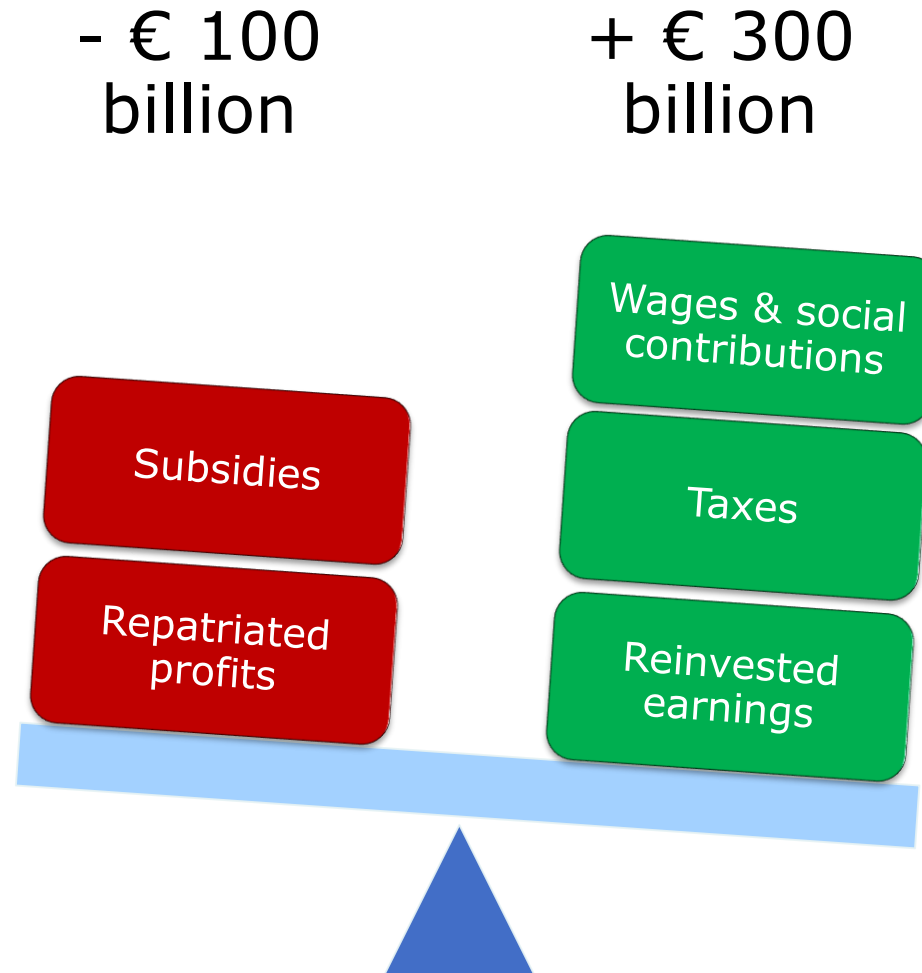 - € 100
billion
+ € 300
billion
Subsidies
Repatriated
profits
Wages & social
contributions
Taxes
Reinvested
earnings